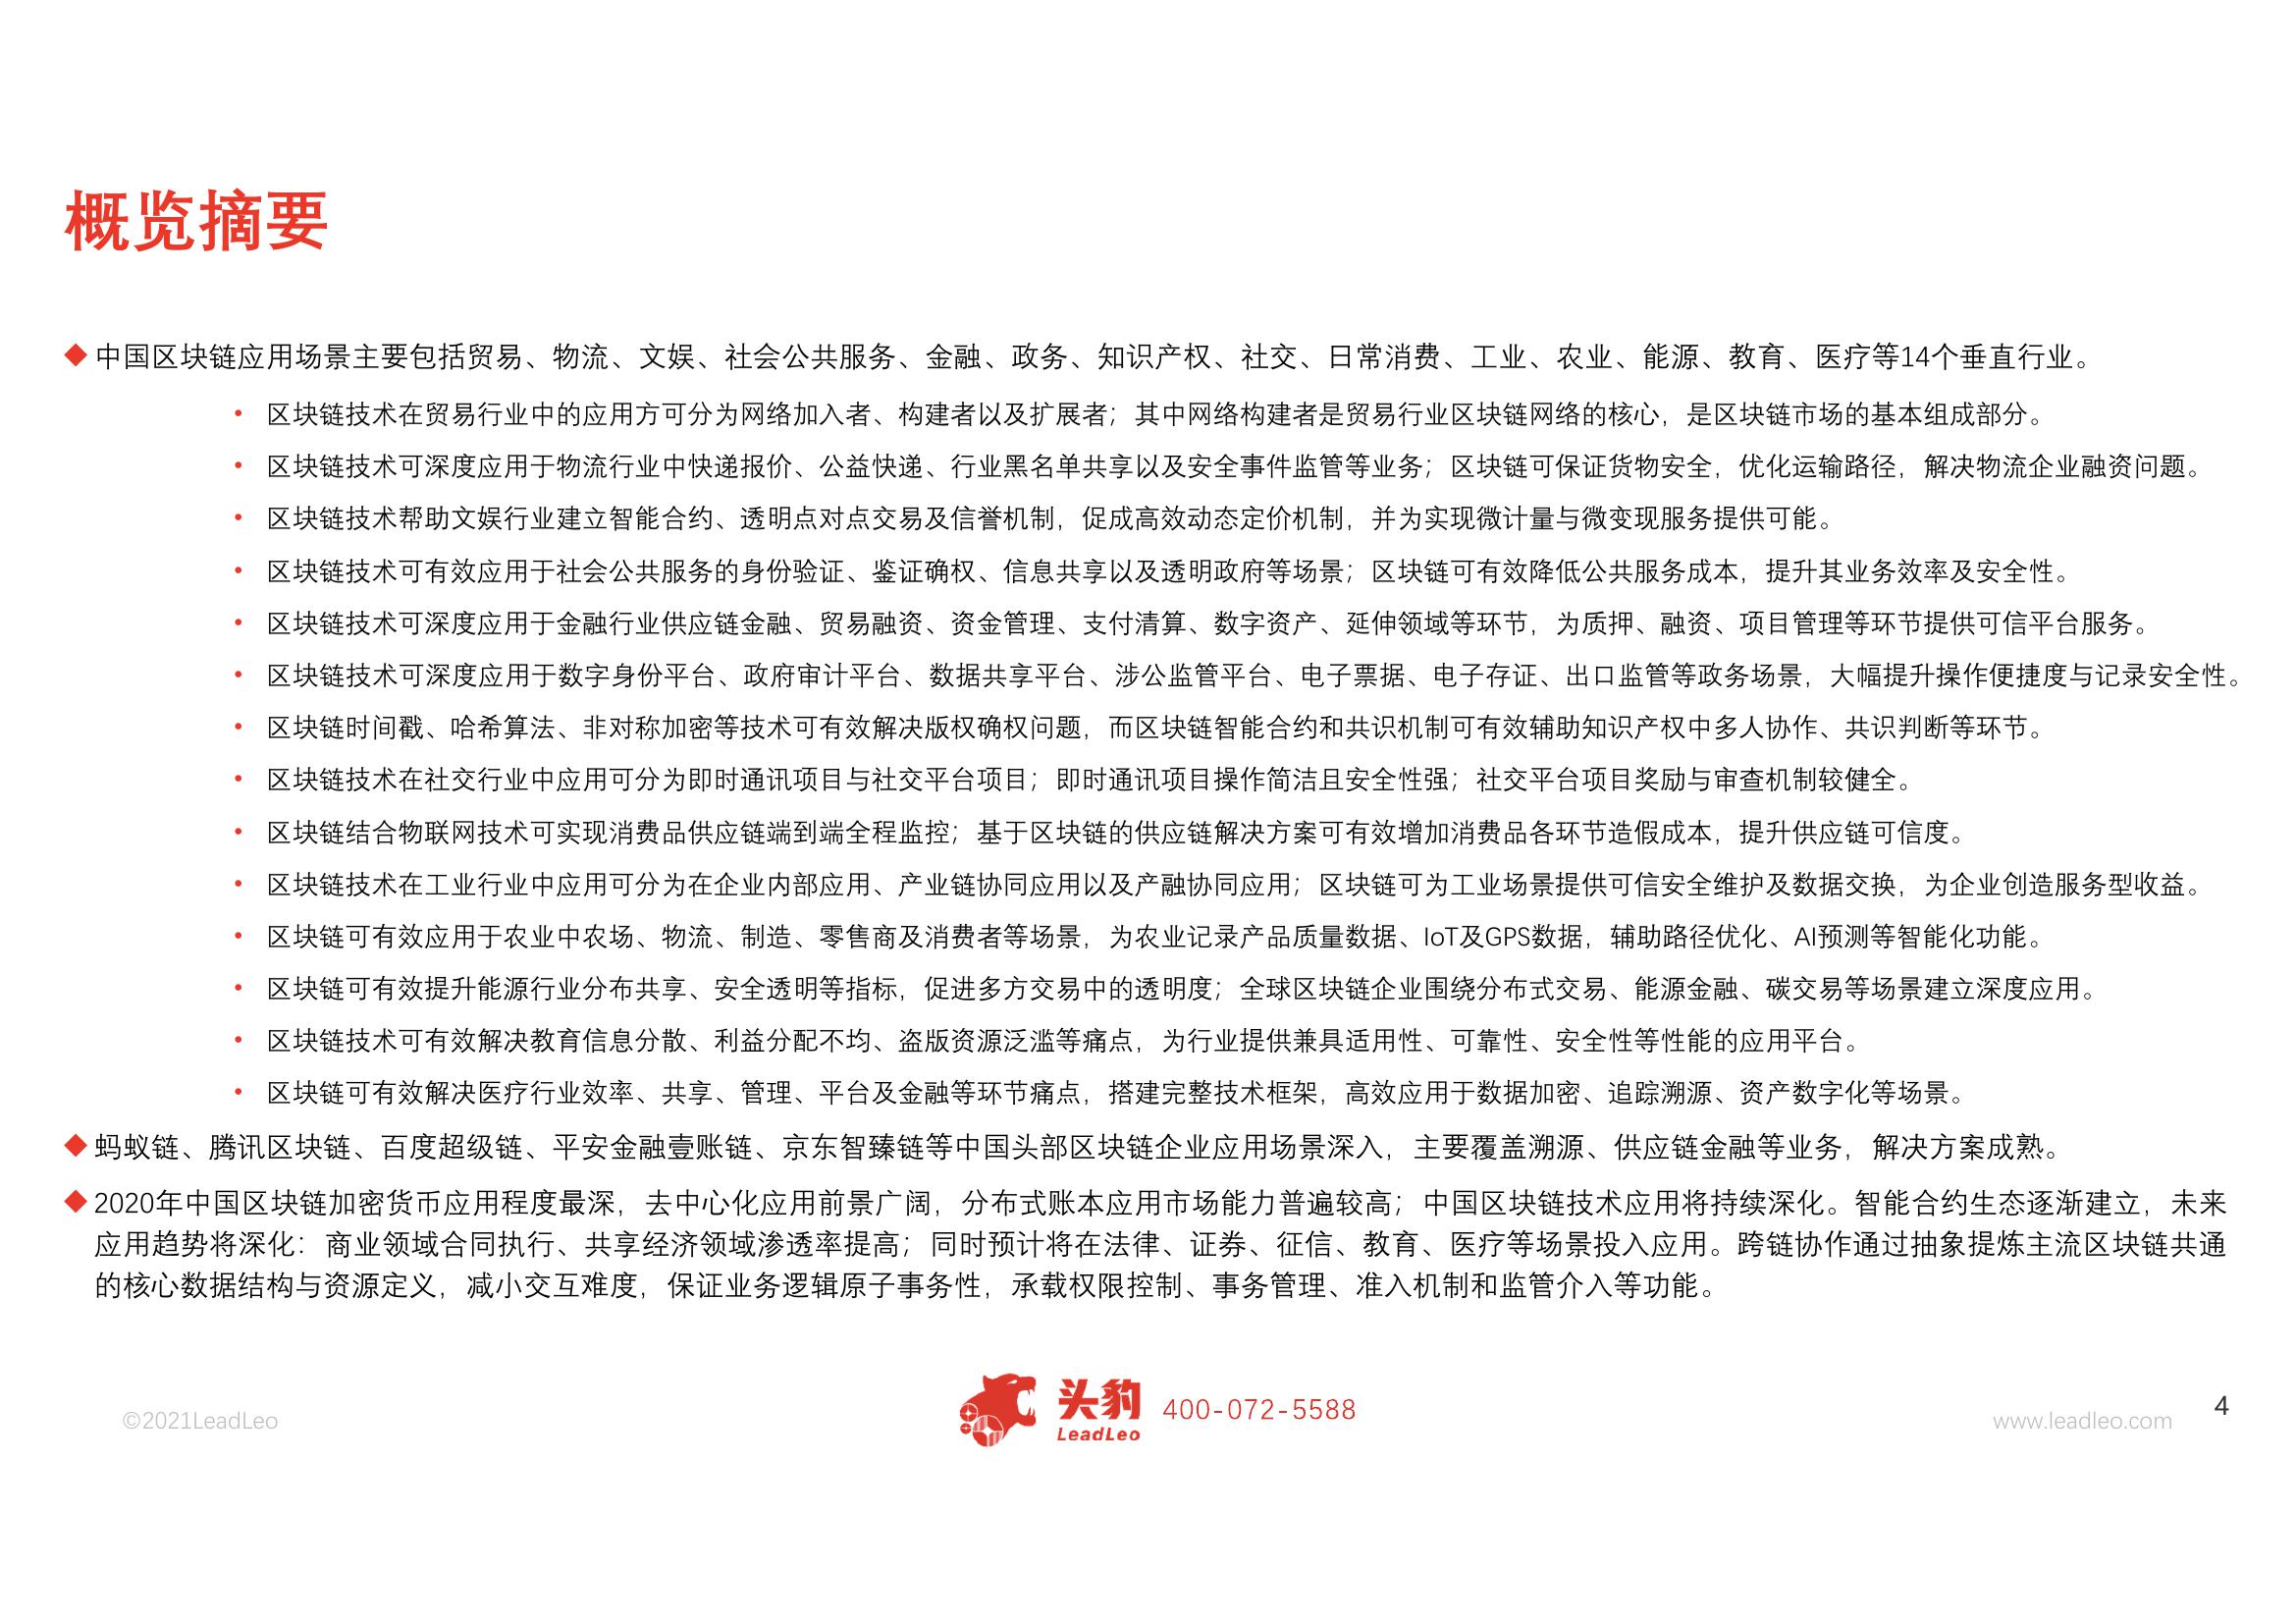 概览摘要
◆ 中国区块链应用场景主要包括贸易、物流、文娱、社会公共服务、金融、政务、知识产权、社交、日常消费、工业、农业、能源、教育、医疗等14个垂直行业。
• 区块链技术在贸易行业中的应用方可分为网络加入者、构建者以及扩展者；其中网络构建者是贸易行业区块链网络的核心，是区块链市场的基本组成部分。
• 区块链技术可深度应用于物流行业中快递报价、公益快递、行业黑名单共享以及安全事件监管等业务；区块链可保证货物安全，优化运输路径，解决物流企业融资问题。
• 区块链技术帮助文娱行业建立智能合约、透明点对点交易及信誉机制，促成高效动态定价机制，并为实现微计量与微变现服务提供可能。
• 区块链技术可有效应用于社会公共服务的身份验证、鉴证确权、信息共享以及透明政府等场景；区块链可有效降低公共服务成本，提升其业务效率及安全性。
• 区块链技术可深度应用于金融行业供应链金融、贸易融资、资金管理、支付清算、数字资产、延伸领域等环节，为质押、融资、项目管理等环节提供可信平台服务。
• 区块链技术可深度应用于数字身份平台、政府审计平台、数据共享平台、涉公监管平台、电子票据、电子存证、出口监管等政务场景，大幅提升操作便捷度与记录安全性。
• 区块链时间戳、哈希算法、非对称加密等技术可有效解决版权确权问题，而区块链智能合约和共识机制可有效辅助知识产权中多人协作、共识判断等环节。
• 区块链技术在社交行业中应用可分为即时通讯项目与社交平台项目；即时通讯项目操作简洁且安全性强；社交平台项目奖励与审查机制较健全。
• 区块链结合物联网技术可实现消费品供应链端到端全程监控；基于区块链的供应链解决方案可有效增加消费品各环节造假成本，提升供应链可信度。
• 区块链技术在工业行业中应用可分为在企业内部应用、产业链协同应用以及产融协同应用；区块链可为工业场景提供可信安全维护及数据交换，为企业创造服务型收益。
• 区块链可有效应用于农业中农场、物流、制造、零售商及消费者等场景，为农业记录产品质量数据、IoT及GPS数据，辅助路径优化、AI预测等智能化功能。
• 区块链可有效提升能源行业分布共享、安全透明等指标，促进多方交易中的透明度；全球区块链企业围绕分布式交易、能源金融、碳交易等场景建立深度应用。
• 区块链技术可有效解决教育信息分散、利益分配不均、盗版资源泛滥等痛点，为行业提供兼具适用性、可靠性、安全性等性能的应用平台。
• 区块链可有效解决医疗行业效率、共享、管理、平台及金融等环节痛点，搭建完整技术框架，高效应用于数据加密、追踪溯源、资产数字化等场景。
◆ 蚂蚁链、腾讯区块链、百度超级链、平安金融壹账链、京东智臻链等中国头部区块链企业应用场景深入，主要覆盖溯源、供应链金融等业务，解决方案成熟。
◆ 2020年中国区块链加密货币应用程度最深，去中心化应用前景广阔，分布式账本应用市场能力普遍较高；中国区块链技术应用将持续深化。智能合约生态逐渐建立，未来
应用趋势将深化：商业领域合同执行、共享经济领域渗透率提高；同时预计将在法律、证券、征信、教育、医疗等场景投入应用。跨链协作通过抽象提炼主流区块链共通
的核心数据结构与资源定义，减小交互难度，保证业务逻辑原子事务性，承载权限控制、事务管理、准入机制和监管介入等功能。
©2021LeadLeo
头豹
LeadLeo
400-072-5588
www.leadleo.com
4